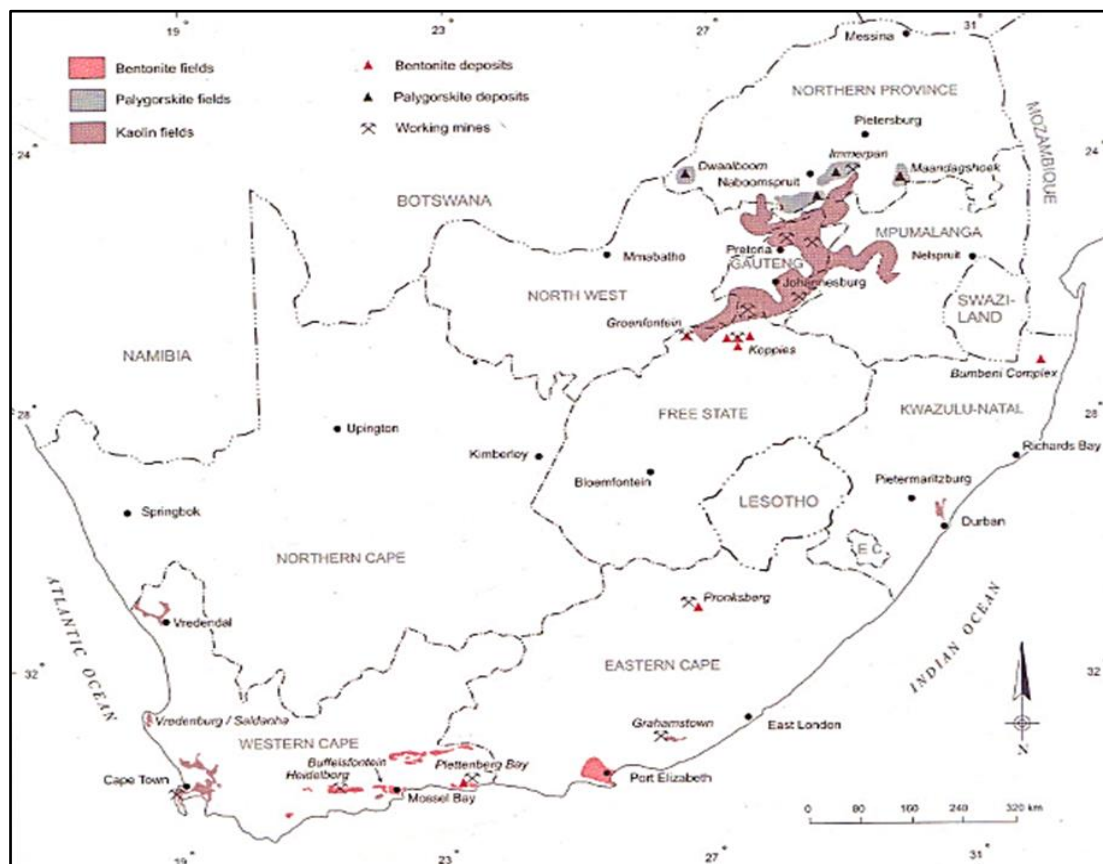 19° 23° 27° 31°
Messina
Bentonite fields
Bentonite deposits
Palygorskite fields
Palygorskite deposits
Kaolin fields
Working mines
NORTHERN PROVINCE
MOZAMBIQUE
Pietersburg
24°
24°
Immerpan
Dwaalboom
Maandagshoek
Naboomspruit
BOTSWANA
MPUMALANGA
Pretoria
Mmabatho
Nelspruit
GAUTENG
Johannesburg
NORTH WEST
SWAZI-
LAND
Groenfontein
Koppies
NAMIBIA
Bumbeni Complex
28°
28°
FREE STATE
KWAZULU-NATAL
Upington
Kimberley
Richards Bay
Bloemfontein
Pietermaritzburg
LESOTHO
Springbok
Durban
E C
NORTHERN CAPE
Pronksberg
ATLANTIC OCEAN
Vredendal
INDIAN OCEAN
EASTERN CAPE
32°
32°
Vredenburg / Saldanha
Grahamstown
East London
WESTERN CAPE
Buffelsfontein
Plettenberg Bay
Heidelberg
Cape Town
Port Elizabeth
Mossel Bay
N
0 80 160 240 320 km
19° 23° 27° 31°